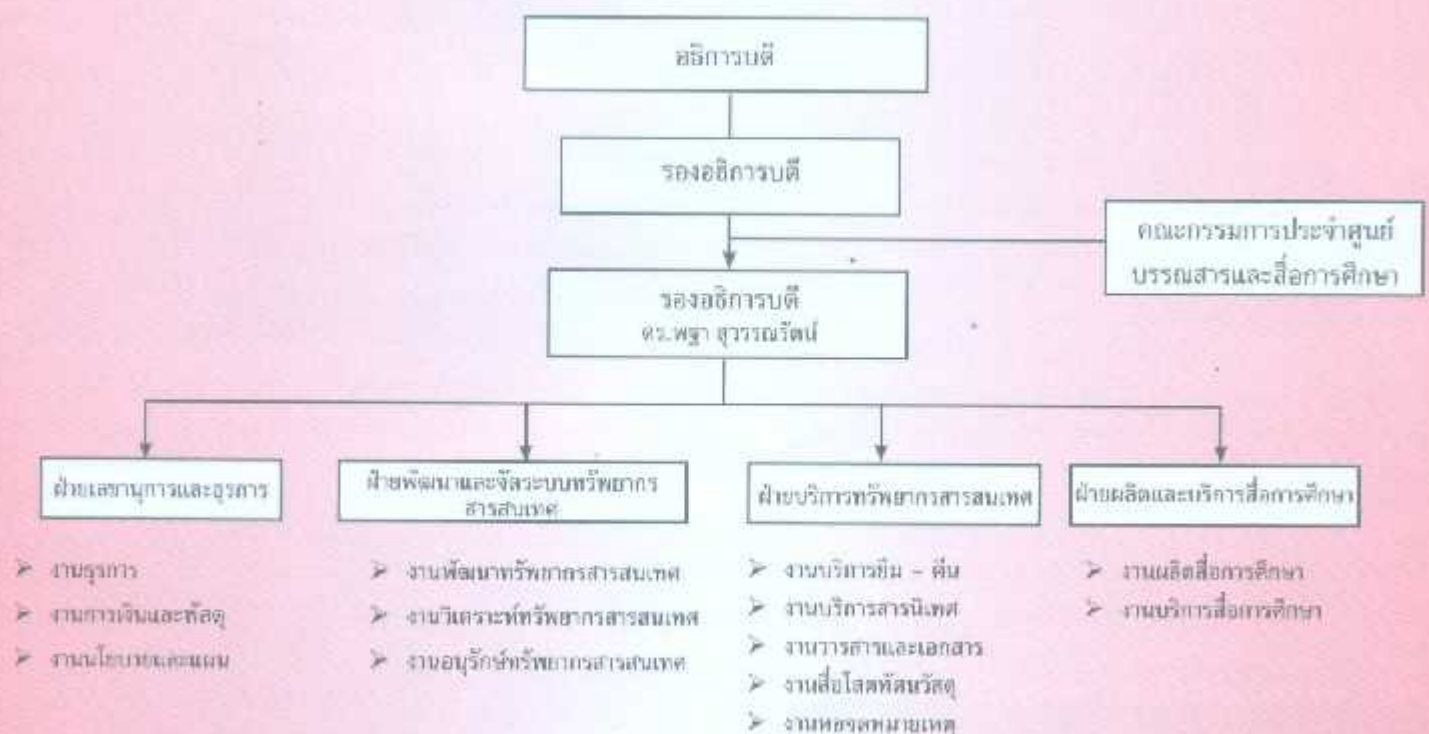 อธิการบดี
รองอธิการบดี
คณะกรรมการประจำศูนย์
บรรณสารและสื่อการศึกษา
รองอธิการบดี
ดร.พฐา สุวรรณรัตน์
ฝ่ายเลขานุการและธุรการ
➢ งานธุรการ
➢ งานการเงินและพัสดุ
➢ งานนโยบายและแผน
ฝ่ายพัฒนาและจัดระบบทรัพยากร
สารสนเทศ
➢ งานพัฒนาทรัพยากรสารสนเทศ
➢ งานวิเคราะห์ทรัพยากรสารสนเทศ
➢ งานอนุรักษ์ทรัพยากรสารสนเทศ
ฝ่ายบริการทรัพยากรสารสนเทศ
➢ งานบริการยืม – คืน
➢ งานบริการสารนิเทศ
➢ งานวารสารและเอกสาร
➢ งานสื่อโสตทัศนวัสดุ
➢ งานหอจดหมายเหตุ
ฝ่ายผลิตและบริการสื่อการศึกษา
➢ งานผลิตสื่อการศึกษา
➢ งานบริการสื่อการศึกษา